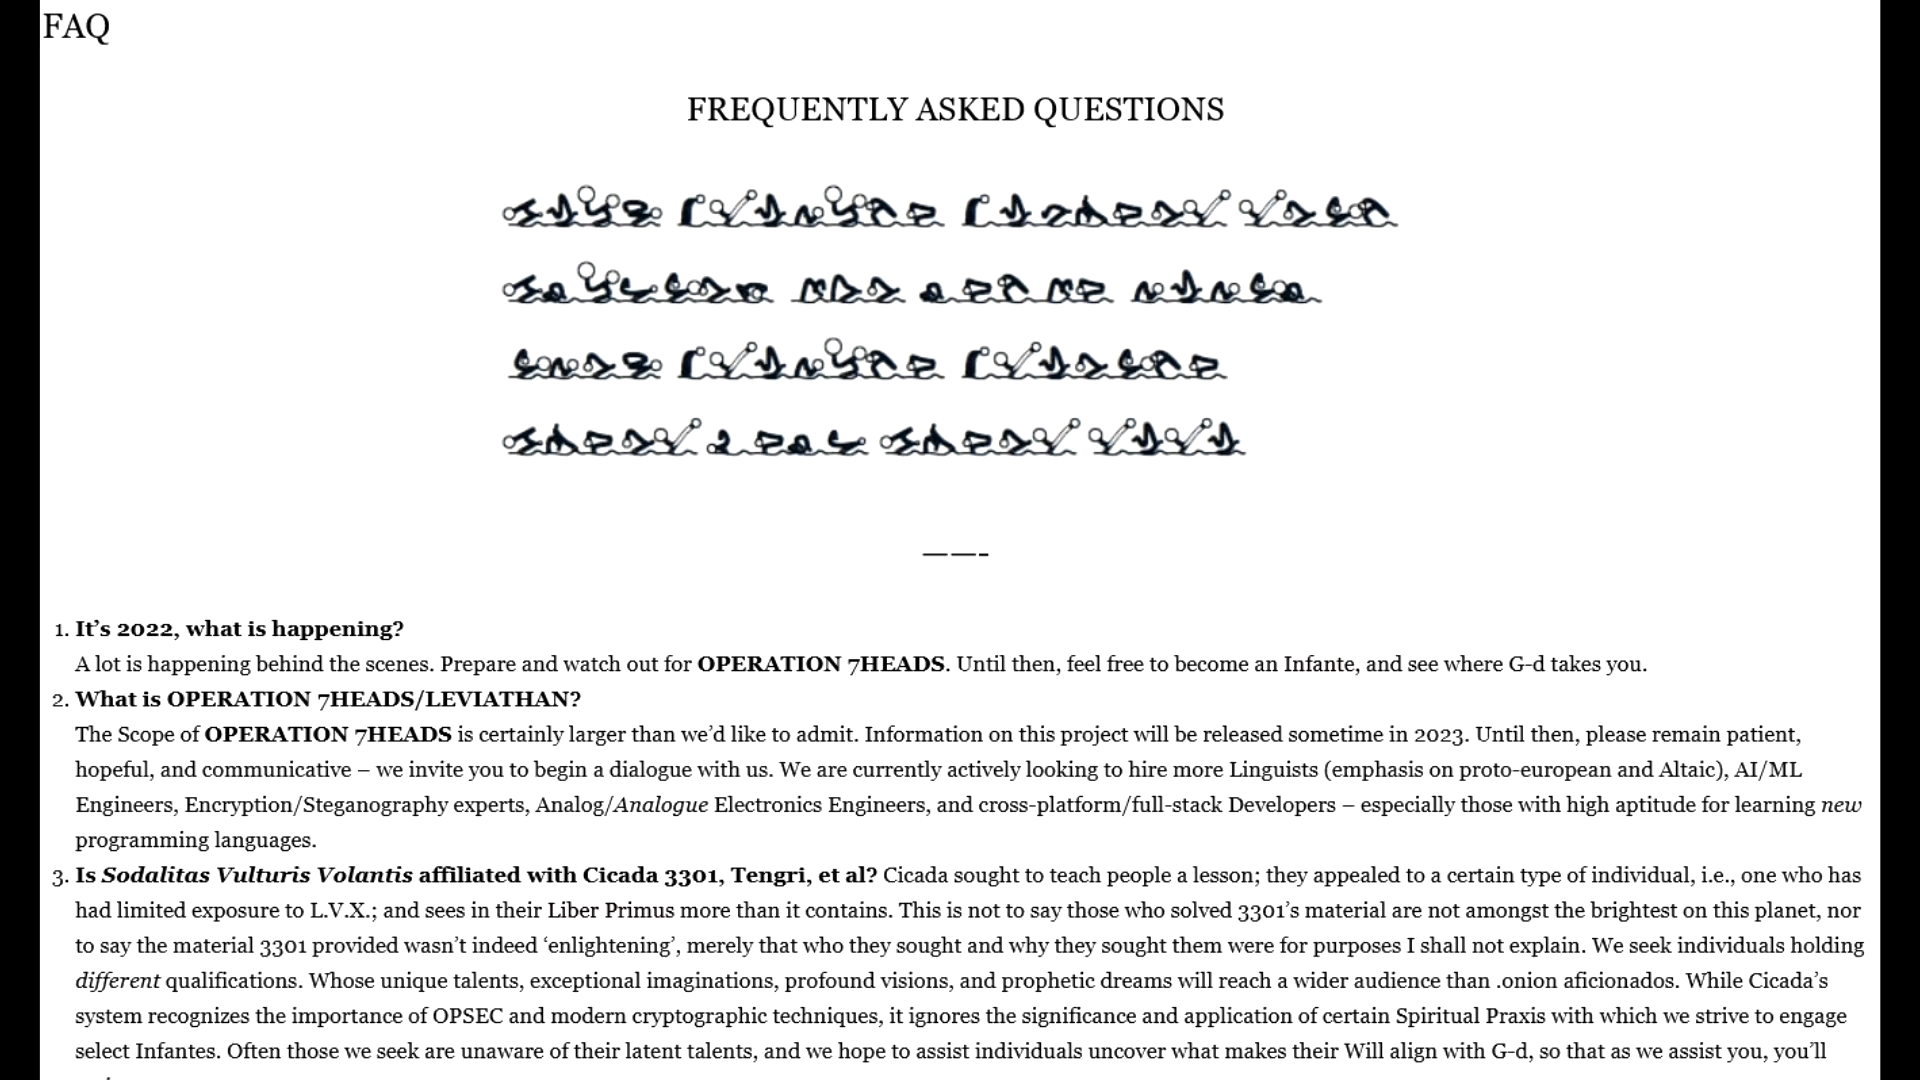 FAQ
FREQUENTLY ASKED QUESTIONS
——-
1. It’s 2022, what is happening?
A lot is happening behind the scenes. Prepare and watch out for OPERATION 7HEADS. Until then, feel free to become an Infante, and see where G-d takes you.
2. What is OPERATION 7HEADS/LEVIATHAN?
The Scope of OPERATION 7HEADS is certainly larger than we’d like to admit. Information on this project will be released sometime in 2023. Until then, please remain patient,
hopeful, and communicative – we invite you to begin a dialogue with us. We are currently actively looking to hire more Linguists (emphasis on proto-european and Altaic), AI/ML
Engineers, Encryption/Steganography experts, Analog/Analogue Electronics Engineers, and cross-platform/full-stack Developers – especially those with high aptitude for learning new
programming languages.
3. Is Sodalitas Vulturis Volantis affiliated with Cicada 3301, Tengri, et al? Cicada sought to teach people a lesson; they appealed to a certain type of individual, i.e., one who has
had limited exposure to L.V.X.; and sees in their Liber Primus more than it contains. This is not to say those who solved 3301’s material are not amongst the brightest on this planet, nor
to say the material 3301 provided wasn’t indeed ‘enlightening’, merely that who they sought and why they sought them were for purposes I shall not explain. We seek individuals holding
different qualifications. Whose unique talents, exceptional imaginations, profound visions, and prophetic dreams will reach a wider audience than .onion aficionados. While Cicada’s
system recognizes the importance of OPSEC and modern cryptographic techniques, it ignores the significance and application of certain Spiritual Praxis with which we strive to engage
select Infantes. Often those we seek are unaware of their latent talents, and we hope to assist individuals uncover what makes their Will align with G-d, so that as we assist you, you’ll